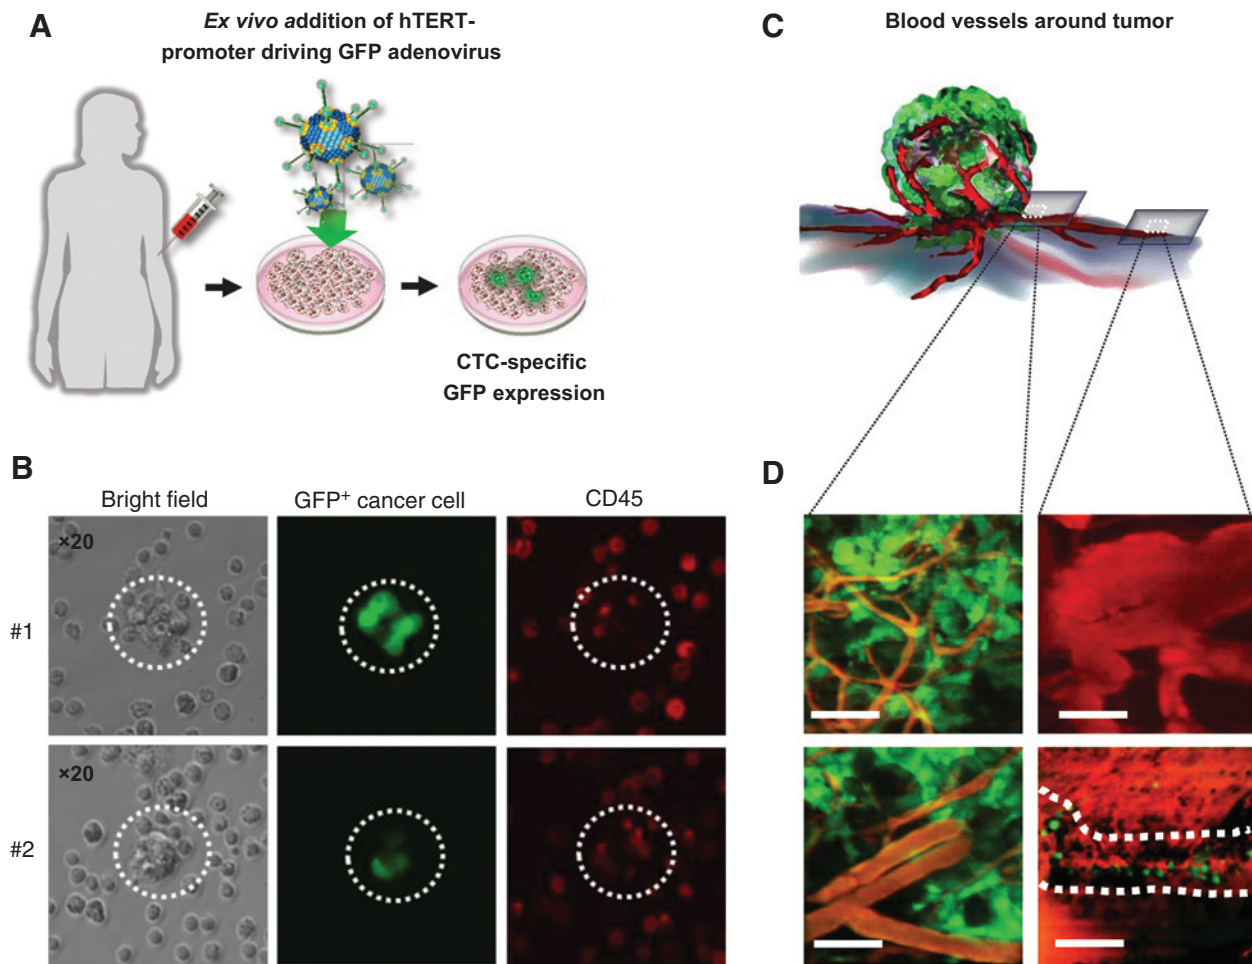 A
Ex vivo addition of hTERT-
promoter driving GFP adenovirus
CTC-specific
GFP expression
B
Bright field
GFP+ cancer cell
CD45
#1
×20
#2
×20
C
Blood vessels around tumor
D